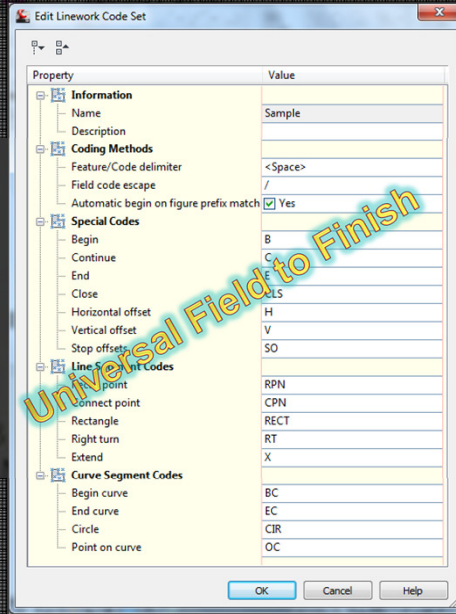 Edit Linework Code Set
Property Value
Information
Name Sample
Description
Coding Methods
Feature/Code delimiter <Space>
Field code escape /
Automatic begin on figure prefix match Yes
Special Codes
Begin B
Continue C
End E
Close CLS
Horizontal offset H
Vertical offset V
Stop offsets SO
Universal Field to Finish
Line Segment Codes
Recall point RPN
Connect point CPN
Rectangle RECT
Right turn RT
Extend X
Curve Segment Codes
Begin curve BC
End curve EC
Circle CIR
Point on curve OC
OK Cancel Help